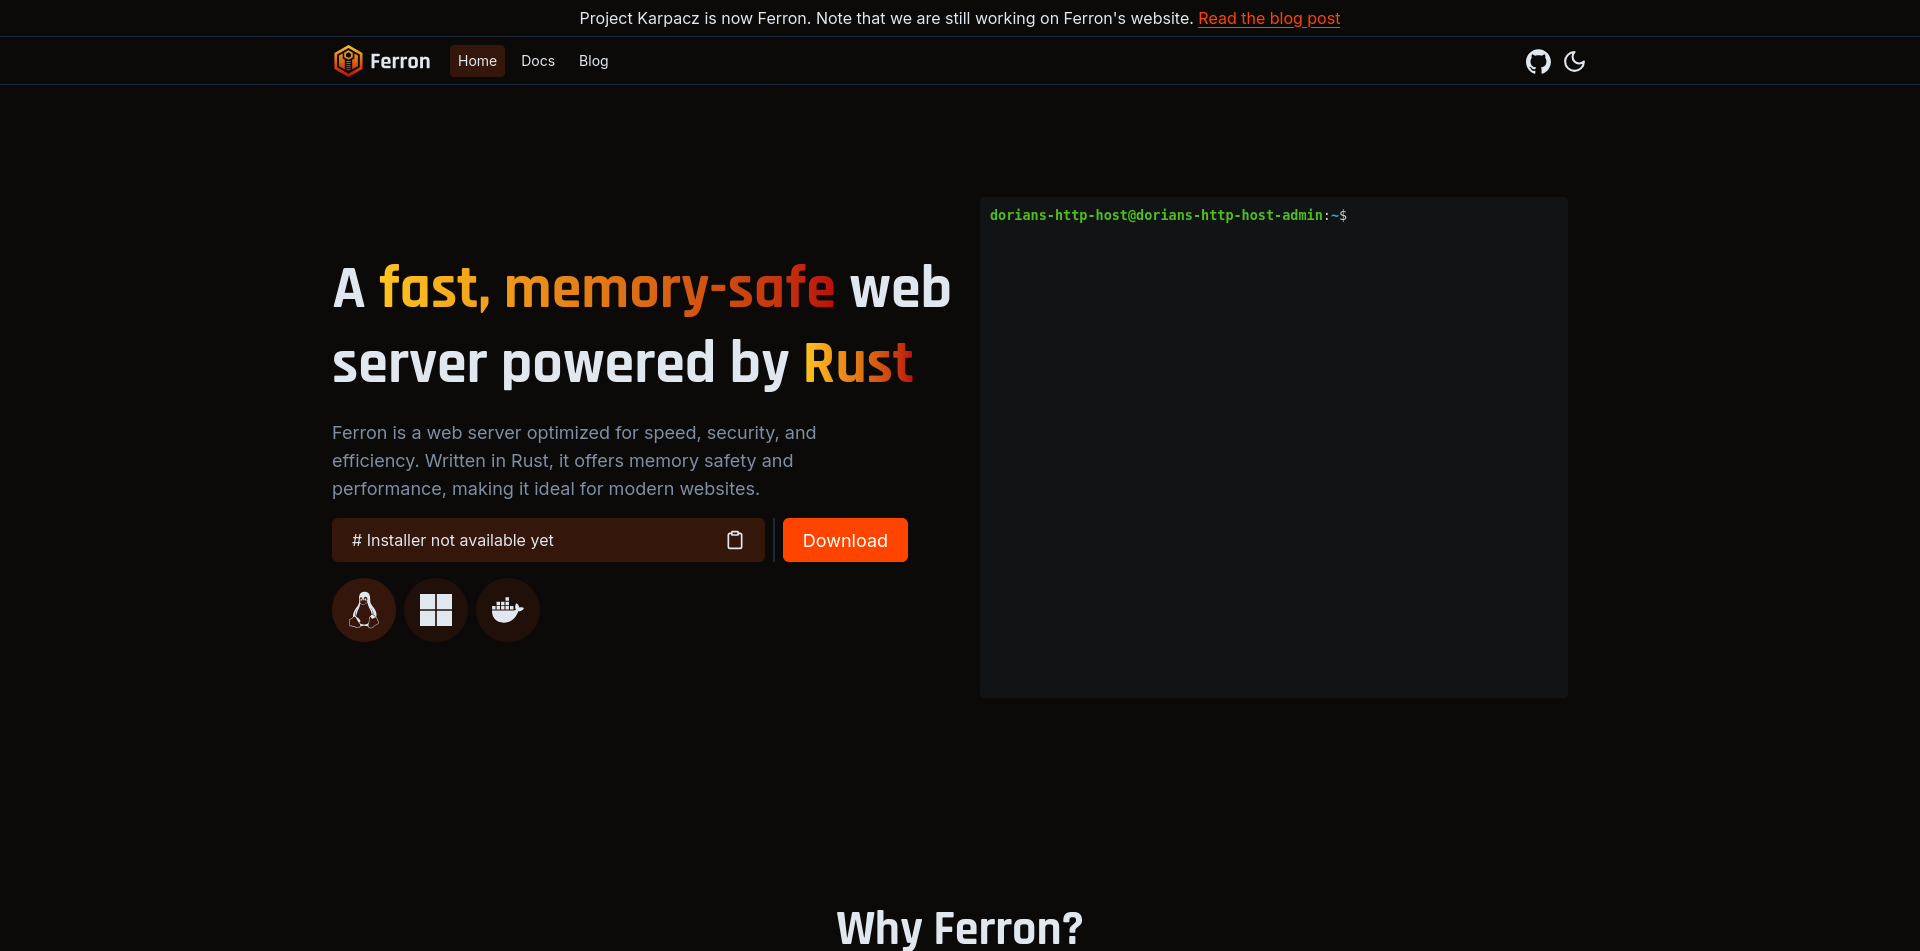 Project Karpacz is now Ferron. Note that we are still working on Ferron's website. Read the blog post
Ferron Home Docs Blog
dorians-http-host@dorians-http-host-admin:~$
A fast, memory-safe web
server powered by Rust
Ferron is a web server optimized for speed, security, and
efficiency. Written in Rust, it offers memory safety and
performance, making it ideal for modern websites.
# Installer not available yet
Download
Why Ferron?